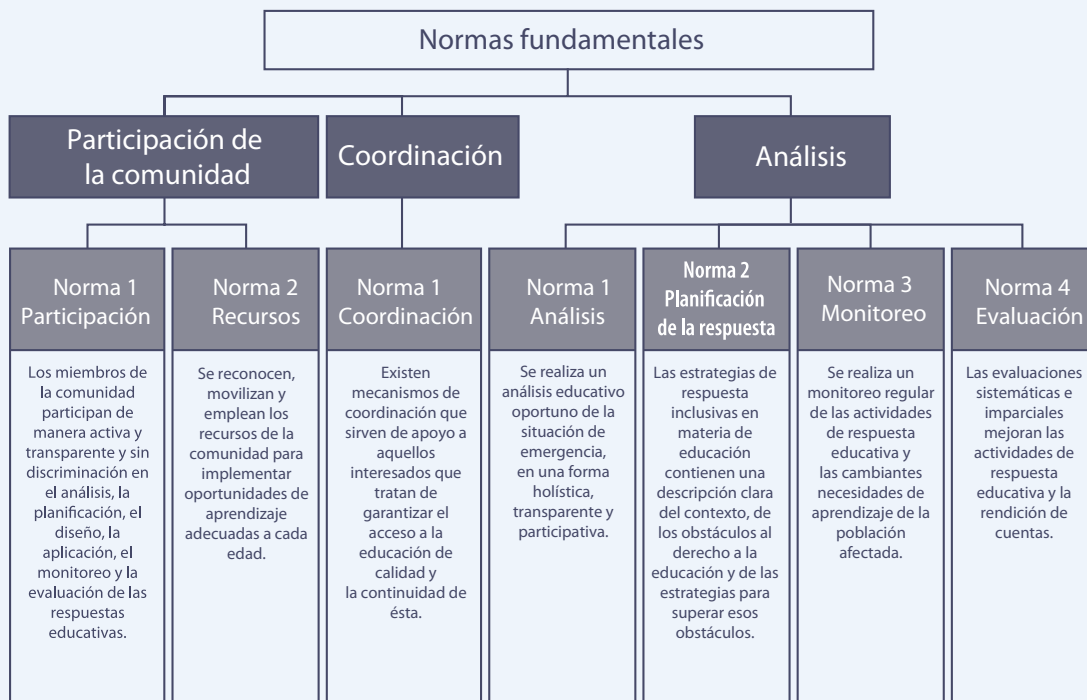 Normas fundamentales
Participación de
la comunidad
Coordinación
Análisis
Norma 1
Participación
Los miembros de
la comunidad
participan de
manera activa y
transparente y sin
discriminación en
el análisis, la
planificación, el
diseño, la
aplicación, el
monitoreo y la
evaluación de las
respuestas
educativas.
Norma 2
Recursos
Se reconocen,
movilizan y
emplean los
recursos de la
comunidad para
implementar
oportunidades de
aprendizaje
adecuadas a cada
edad.
Norma 1
Coordinación
Existen
mecanismos de
coordinación que
sirven de apoyo a
aquellos
interesados que
tratan de
garantizar el
acceso a la
educación de
calidad y
la continuidad de
ésta.
Norma 1
Análisis
Se realiza un
análisis educativo
oportuno de la
situación de
emergencia,
en una forma
holística,
transparente y
participativa.
Norma 2
Planificación
de la respuesta
Las estrategias de
respuesta
inclusivas en
materia de
educación
contienen una
descripción clara
del contexto, de
los obstáculos al
derecho a la
educación y de las
estrategias para
superar esos
obstáculos.
Norma 3
Monitoreo
Se realiza un
monitoreo regular
de las actividades
de respuesta
educativa y
las cambiantes
necesidades de
aprendizaje de la
población
afectada.
Norma 4
Evaluación
Las evaluaciones
sistemáticas e
imparciales
mejoran las
actividades de
respuesta
educativa y la
rendición de
cuentas.